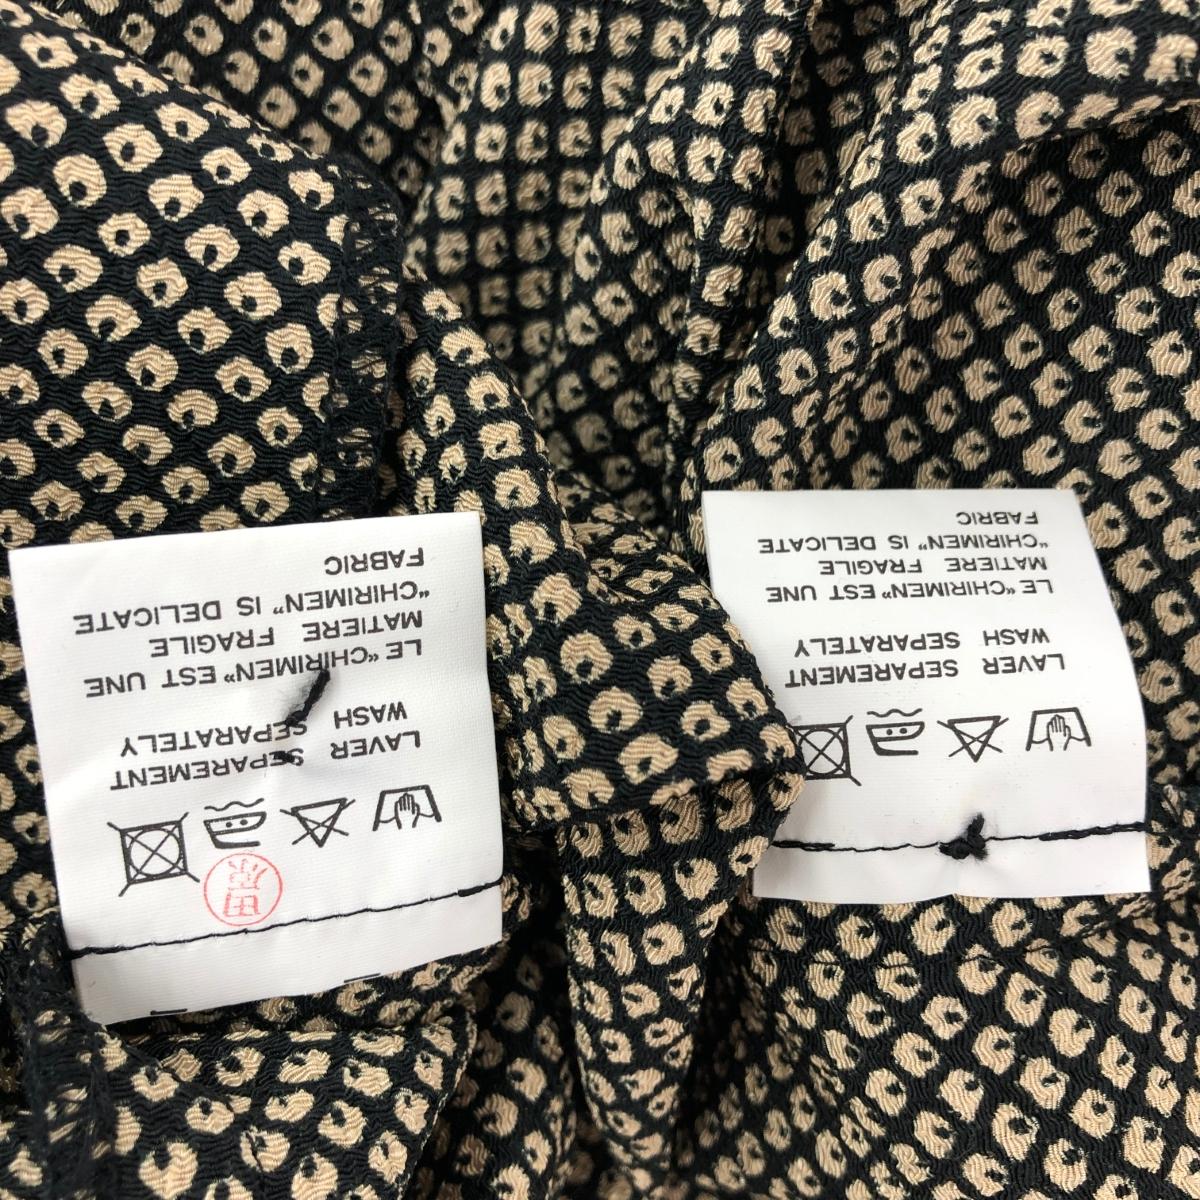 LAVER SEPAREMENT
WASH SEPARATELY
LE "CHIRIMEN" EST UNE
MATIERE FRAGILE
"CHIRIMEN" IS DELICATE
FABRIC
LAVER SEPAREMENT
WASH SEPARATELY
LE "CHIRIMEN" EST UNE
MATIERE FRAGILE
"CHIRIMEN" IS DELICATE
FABRIC